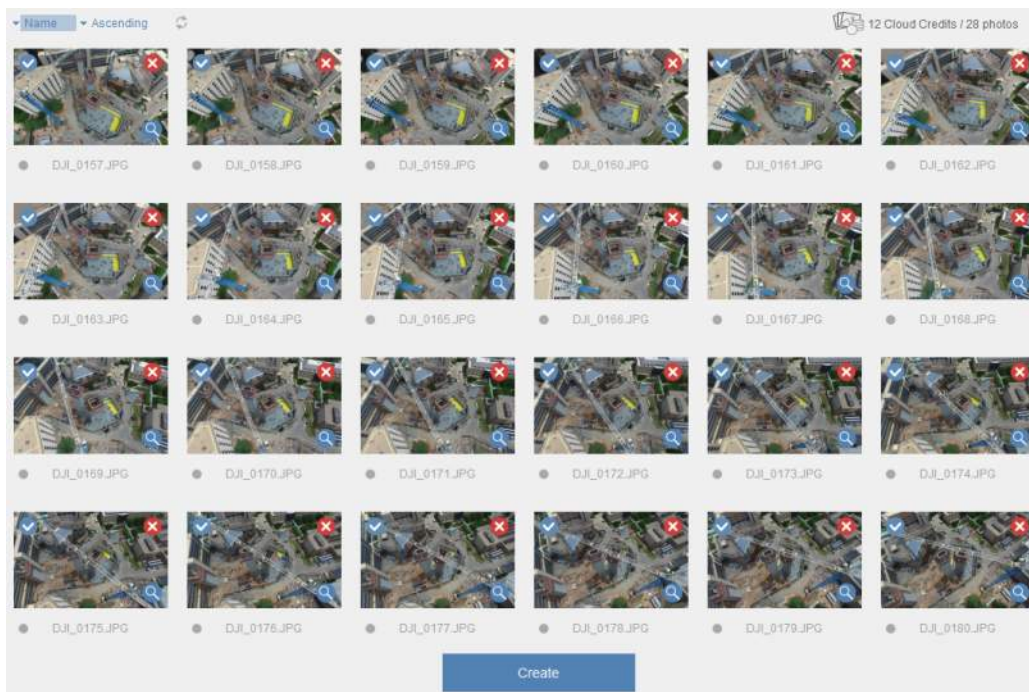 Name Ascending 12 Cloud Credits / 28 photos
DJI_0157.JPG DJI_0158.JPG DJI_0159.JPG DJI_0160.JPG DJI_0161.JPG DJI_0162.JPG
DJI_0163.JPG DJI_0164.JPG DJI_0165.JPG DJI_0166.JPG DJI_0167.JPG DJI_0168.JPG
DJI_0169.JPG DJI_0170.JPG DJI_0171.JPG DJI_0172.JPG DJI_0173.JPG DJI_0174.JPG
DJI_0175.JPG DJI_0176.JPG DJI_0177.JPG DJI_0178.JPG DJI_0179.JPG DJI_0180.JPG
Create